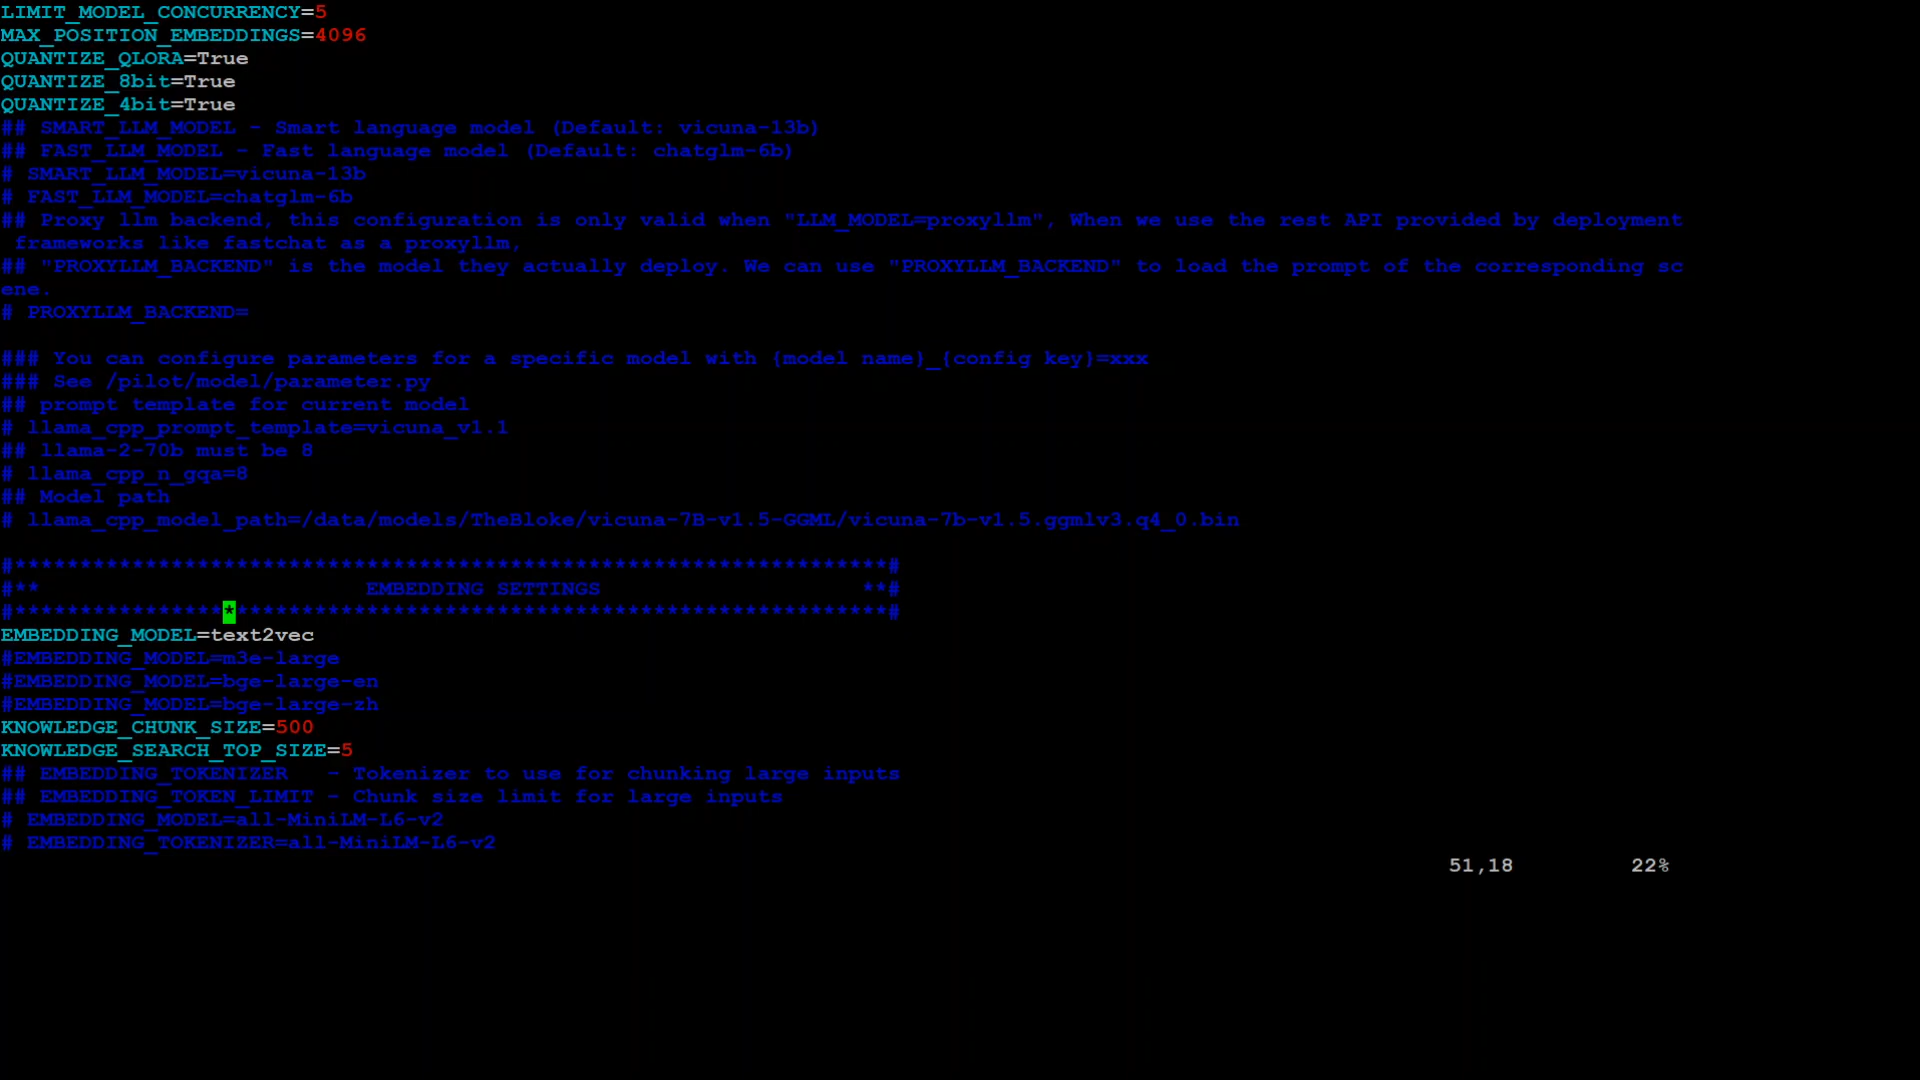 LIMIT_MODEL_CONCURRENCY=5
MAX_POSITION_EMBEDDINGS=4096
QUANTIZE_QLORA=True
QUANTIZE_8bit=True
QUANTIZE_4bit=True
## SMART_LLM_MODEL - Smart language model (Default: vicuna-13b)
## FAST_LLM_MODEL - Fast language model (Default: chatglm-6b)
# SMART_LLM_MODEL=vicuna-13b
# FAST_LLM_MODEL=chatglm-6b
## Proxy llm backend, this configuration is only valid when "LLM_MODEL=proxyllm", When we use the rest API provided by deployment
 frameworks like fastchat as a proxyllm,
## "PROXYLLM_BACKEND" is the model they actually deploy. We can use "PROXYLLM_BACKEND" to load the prompt of the corresponding sc
ene.
# PROXYLLM_BACKEND=

### You can configure parameters for a specific model with {model name}_{config key}=xxx
### See /pilot/model/parameter.py
## prompt template for current model
# llama_cpp_prompt_template=vicuna_v1.1
## llama-2-70b must be 8
# llama_cpp_n_gqa=8
## Model path
# llama_cpp_model_path=/data/models/TheBloke/vicuna-7B-v1.5-GGML/vicuna-7b-v1.5.ggmlv3.q4_0.bin

#*******************************************************************#
#**                         EMBEDDING SETTINGS                    **#
#*******************************************************************#
EMBEDDING_MODEL=text2vec
#EMBEDDING_MODEL=m3e-large
#EMBEDDING_MODEL=bge-large-en
#EMBEDDING_MODEL=bge-large-zh
KNOWLEDGE_CHUNK_SIZE=500
KNOWLEDGE_SEARCH_TOP_SIZE=5
## EMBEDDING_TOKENIZER   - Tokenizer to use for chunking large inputs
## EMBEDDING_TOKEN_LIMIT - Chunk size limit for large inputs
# EMBEDDING_MODEL=all-MiniLM-L6-v2
# EMBEDDING_TOKENIZER=all-MiniLM-L6-v2
51,18 22%